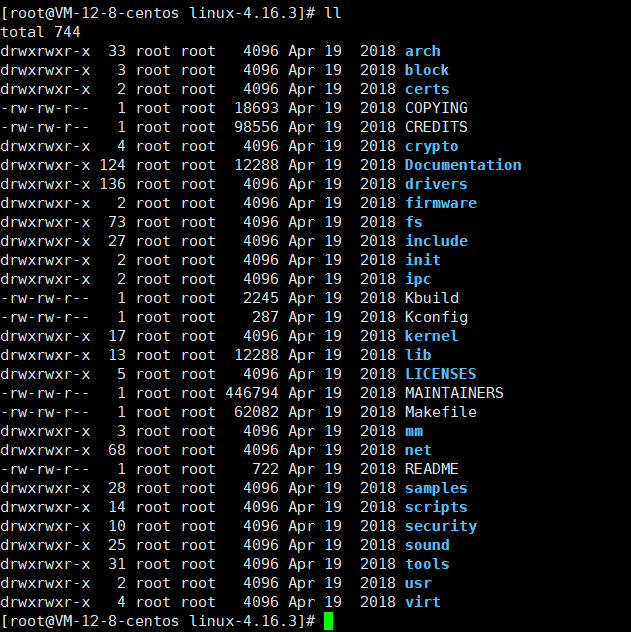 [root@VM-12-8-centos linux-4.16.3]# ll
total 744
drwxrwxr-x  33 root root   4096 Apr 19  2018 arch
drwxrwxr-x   3 root root   4096 Apr 19  2018 block
drwxrwxr-x   2 root root   4096 Apr 19  2018 certs
-rw-rw-r--   1 root root  18693 Apr 19  2018 COPYING
-rw-rw-r--   1 root root  98556 Apr 19  2018 CREDITS
drwxrwxr-x   4 root root   4096 Apr 19  2018 crypto
drwxrwxr-x 124 root root  12288 Apr 19  2018 Documentation
drwxrwxr-x 136 root root   4096 Apr 19  2018 drivers
drwxrwxr-x   2 root root   4096 Apr 19  2018 firmware
drwxrwxr-x  73 root root   4096 Apr 19  2018 fs
drwxrwxr-x  27 root root   4096 Apr 19  2018 include
drwxrwxr-x   2 root root   4096 Apr 19  2018 init
drwxrwxr-x   2 root root   4096 Apr 19  2018 ipc
-rw-rw-r--   1 root root   2245 Apr 19  2018 Kbuild
-rw-rw-r--   1 root root    287 Apr 19  2018 Kconfig
drwxrwxr-x  17 root root   4096 Apr 19  2018 kernel
drwxrwxr-x  13 root root  12288 Apr 19  2018 lib
drwxrwxr-x   5 root root   4096 Apr 19  2018 LICENSES
-rw-rw-r--   1 root root 446794 Apr 19  2018 MAINTAINERS
-rw-rw-r--   1 root root  62082 Apr 19  2018 Makefile
drwxrwxr-x   3 root root   4096 Apr 19  2018 mm
drwxrwxr-x  68 root root   4096 Apr 19  2018 net
-rw-rw-r--   1 root root    722 Apr 19  2018 README
drwxrwxr-x  28 root root   4096 Apr 19  2018 samples
drwxrwxr-x  14 root root   4096 Apr 19  2018 scripts
drwxrwxr-x  10 root root   4096 Apr 19  2018 security
drwxrwxr-x  25 root root   4096 Apr 19  2018 sound
drwxrwxr-x  31 root root   4096 Apr 19  2018 tools
drwxrwxr-x   2 root root   4096 Apr 19  2018 usr
drwxrwxr-x   4 root root   4096 Apr 19  2018 virt
[root@VM-12-8-centos linux-4.16.3]#